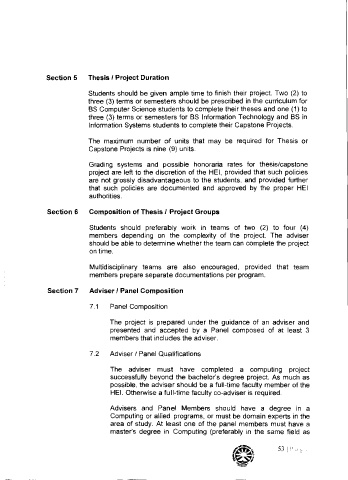 Section 5 Thesis / Project Duration
Students should be given ample time to finish their project. Two (2) to
three (3) terms or semesters should be prescribed in the curriculum for
BS Computer Science students to complete their theses and one (1) to
three (3) terms or semesters for BS Information Technology and BS in
Information Systems students to complete their Capstone Projects.
The maximum number of units that may be required for Thesis or
Capstone Projects is nine (9) units.
Grading systems and possible honoraria rates for thesis/capstone
project are left to the discretion of the HEI, provided that such policies
are not grossly disadvantageous to the students, and provided further
that such policies are documented and approved by the proper HEI
authorities.
Section 6 Composition of Thesis / Project Groups
Students should preferably work in teams of two (2) to four (4)
members depending on the complexity of the project. The adviser
should be able to determine whether the team can complete the project
on time.
Multidisciplinary teams are also encouraged, provided that team
members prepare separate documentations per program.
Section 7 Adviser / Panel Composition
7.1 Panel Composition
The project is prepared under the guidance of an adviser and
presented and accepted by a Panel composed of at least 3
members that includes the adviser.
7.2 Adviser / Panel Qualifications
The adviser must have completed a computing project
successfully beyond the bachelor's degree project. As much as
possible, the adviser should be a full-time faculty member of the
HEI. Otherwise a full-time faculty co-adviser is required.
Advisers and Panel Members should have a degree in a
Computing or allied programs, or must be domain experts in the
area of study. At least one of the panel members must have a
master's degree in Computing (preferably in the same field as
53 |